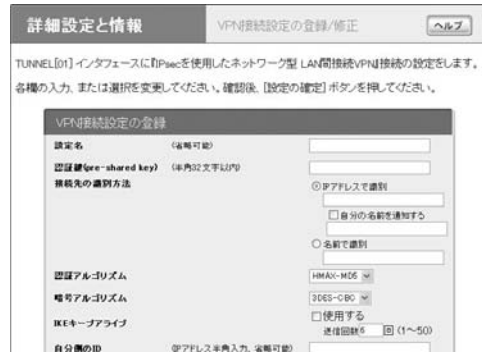 詳細設定と情報
VPN接続設定の登録/修正
ヘルプ
TUNNEL[01]インタフェースに『IPsecを使用したネットワーク型 LAN間接続VPN』接続の設定をします。
各欄の入力、または選択を変更してください。確認後、[設定の確定]ボタンを押してください。
VPN接続設定の登録
設定名 (省略可能)
認証鍵(pre-shared key) (半角32文字以内)
接続先の識別方法 IPアドレスで識別
自分の名前を通知する
名前で識別
認証アルゴリズム HMAX-MD5
暗号アルゴリズム 3DES-CBC
IKEキープアライブ 使用する
送信回数 6 回 (1～50)
自分側のID (IPアドレス半角入力、省略可能)